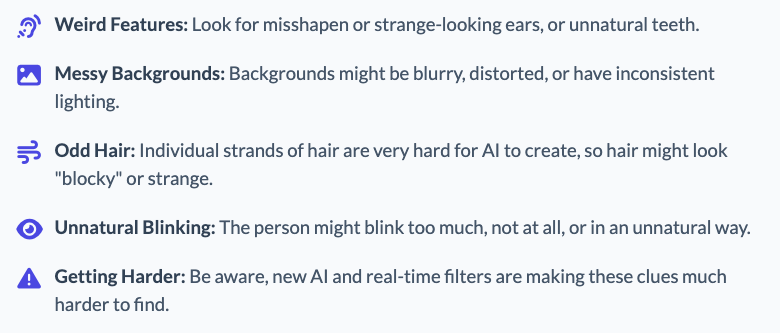 Weird Features: Look for misshapen or strange-looking ears, or unnatural teeth.
Messy Backgrounds: Backgrounds might be blurry, distorted, or have inconsistent
lighting.
Odd Hair: Individual strands of hair are very hard for AI to create, so hair might look
"blocky" or strange.
Unnatural Blinking: The person might blink too much, not at all, or in an unnatural way.
Getting Harder: Be aware, new AI and real-time filters are making these clues much
harder to find.